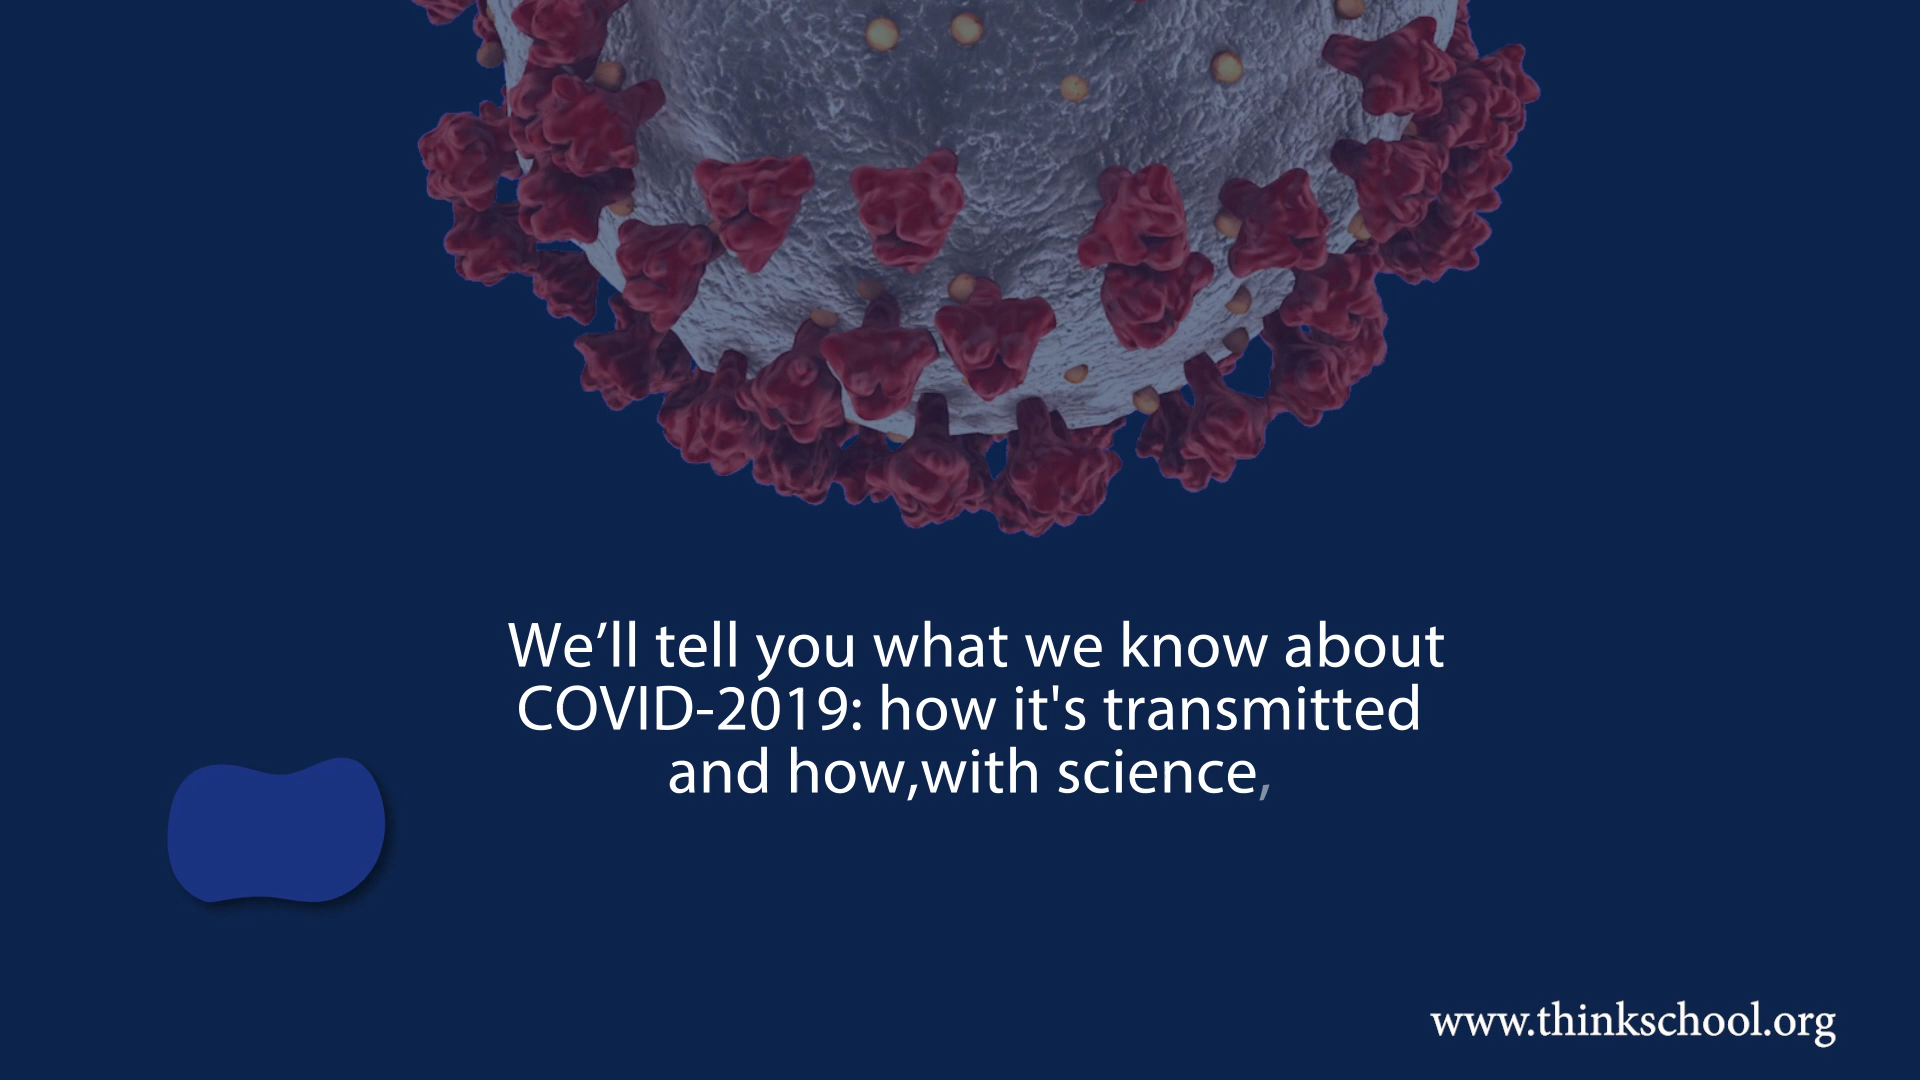 We’ll tell you what we know about
COVID-2019: how it's transmitted
and how,with science,
www.thinkschool.org